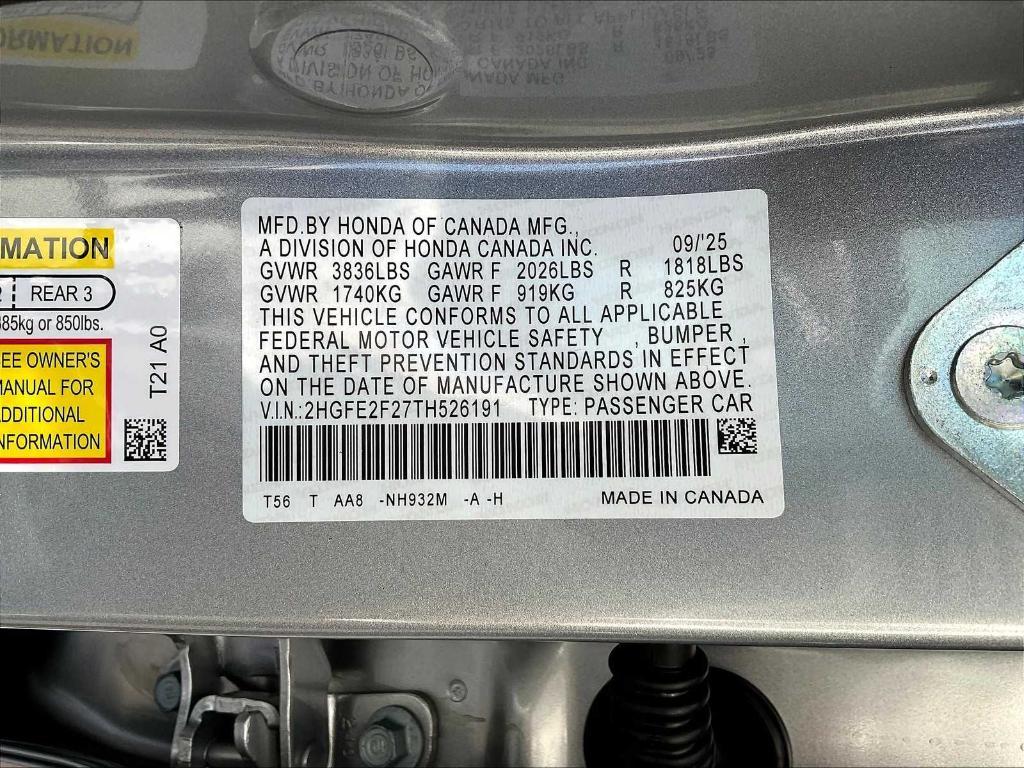 MFD.BY HONDA OF CANADA MFG.,
A DIVISION OF HONDA CANADA INC. 09/'25
GVWR 3836LBS GAWR F 2026LBS R 1818LBS
GVWR 1740KG GAWR F 919KG R 825KG
THIS VEHICLE CONFORMS TO ALL APPLICABLE
FEDERAL MOTOR VEHICLE SAFETY , BUMPER ,
AND THEFT PREVENTION STANDARDS IN EFFECT
ON THE DATE OF MANUFACTURE SHOWN ABOVE.
V.I.N.:2HGFE2F27TH526191 TYPE: PASSENGER CAR
T56 T AA8 -NH932M -A -H MADE IN CANADA
MATION
REAR 3
385kg or 850lbs.
SEE OWNER'S
MANUAL FOR
ADDITIONAL
INFORMATION
T21 A0